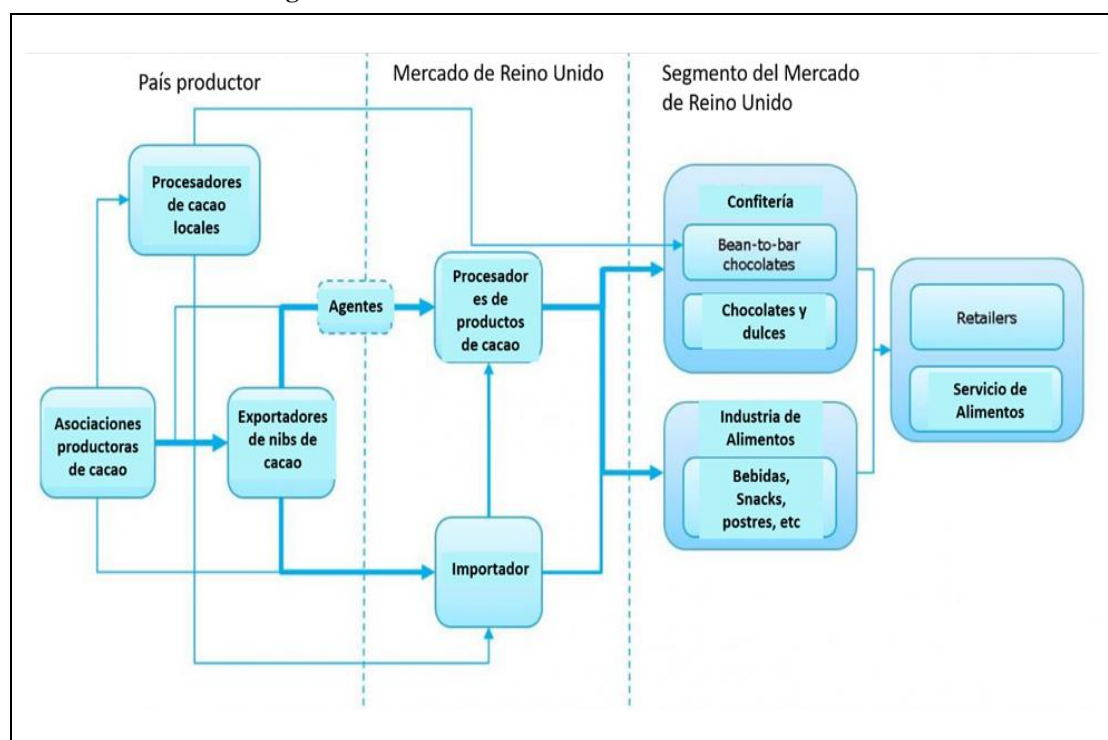 País productor
Mercado de Reino Unido
Segmento del Mercado
de Reino Unido
Procesadores
de cacao
locales
Agentes
Asociaciones
productoras
de cacao
Exportadores
de nibs de
cacao
Procesador
es de
productos
de cacao
Importador
Confitería
Bean-to-bar
chocolates
Chocolates y
dulces
Industria de
Alimentos
Bebidas,
Snacks,
postres, etc
Retailers
Servicio de
Alimentos